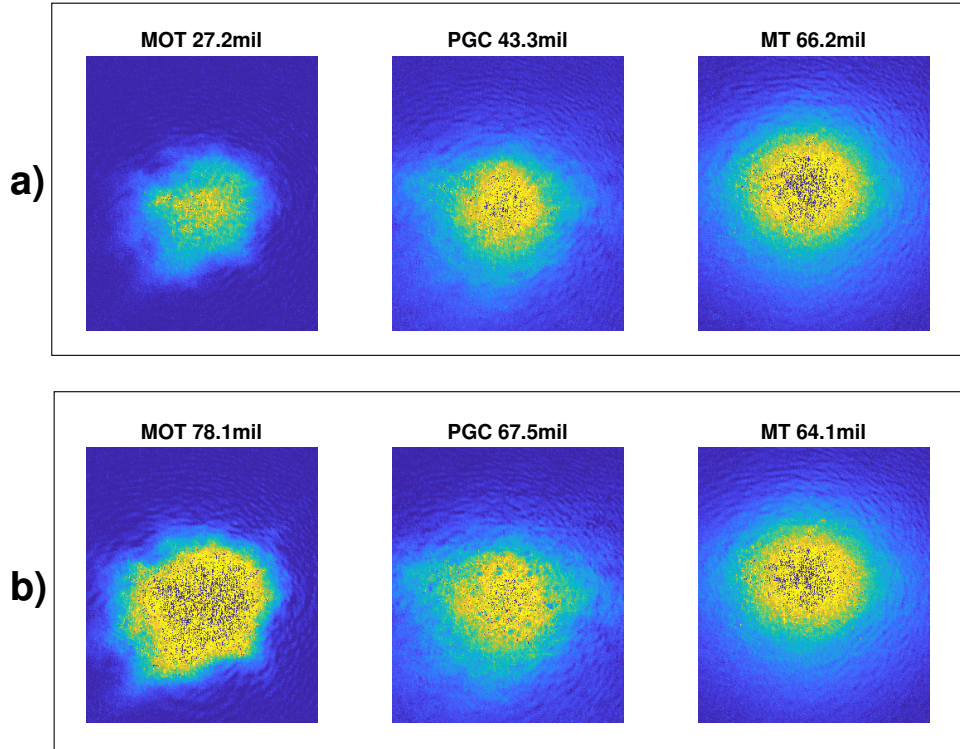 MOT 27.2mil
PGC 43.3mil
MT 66.2mil
a)
MOT 78.1mil
PGC 67.5mil
MT 64.1mil
b)